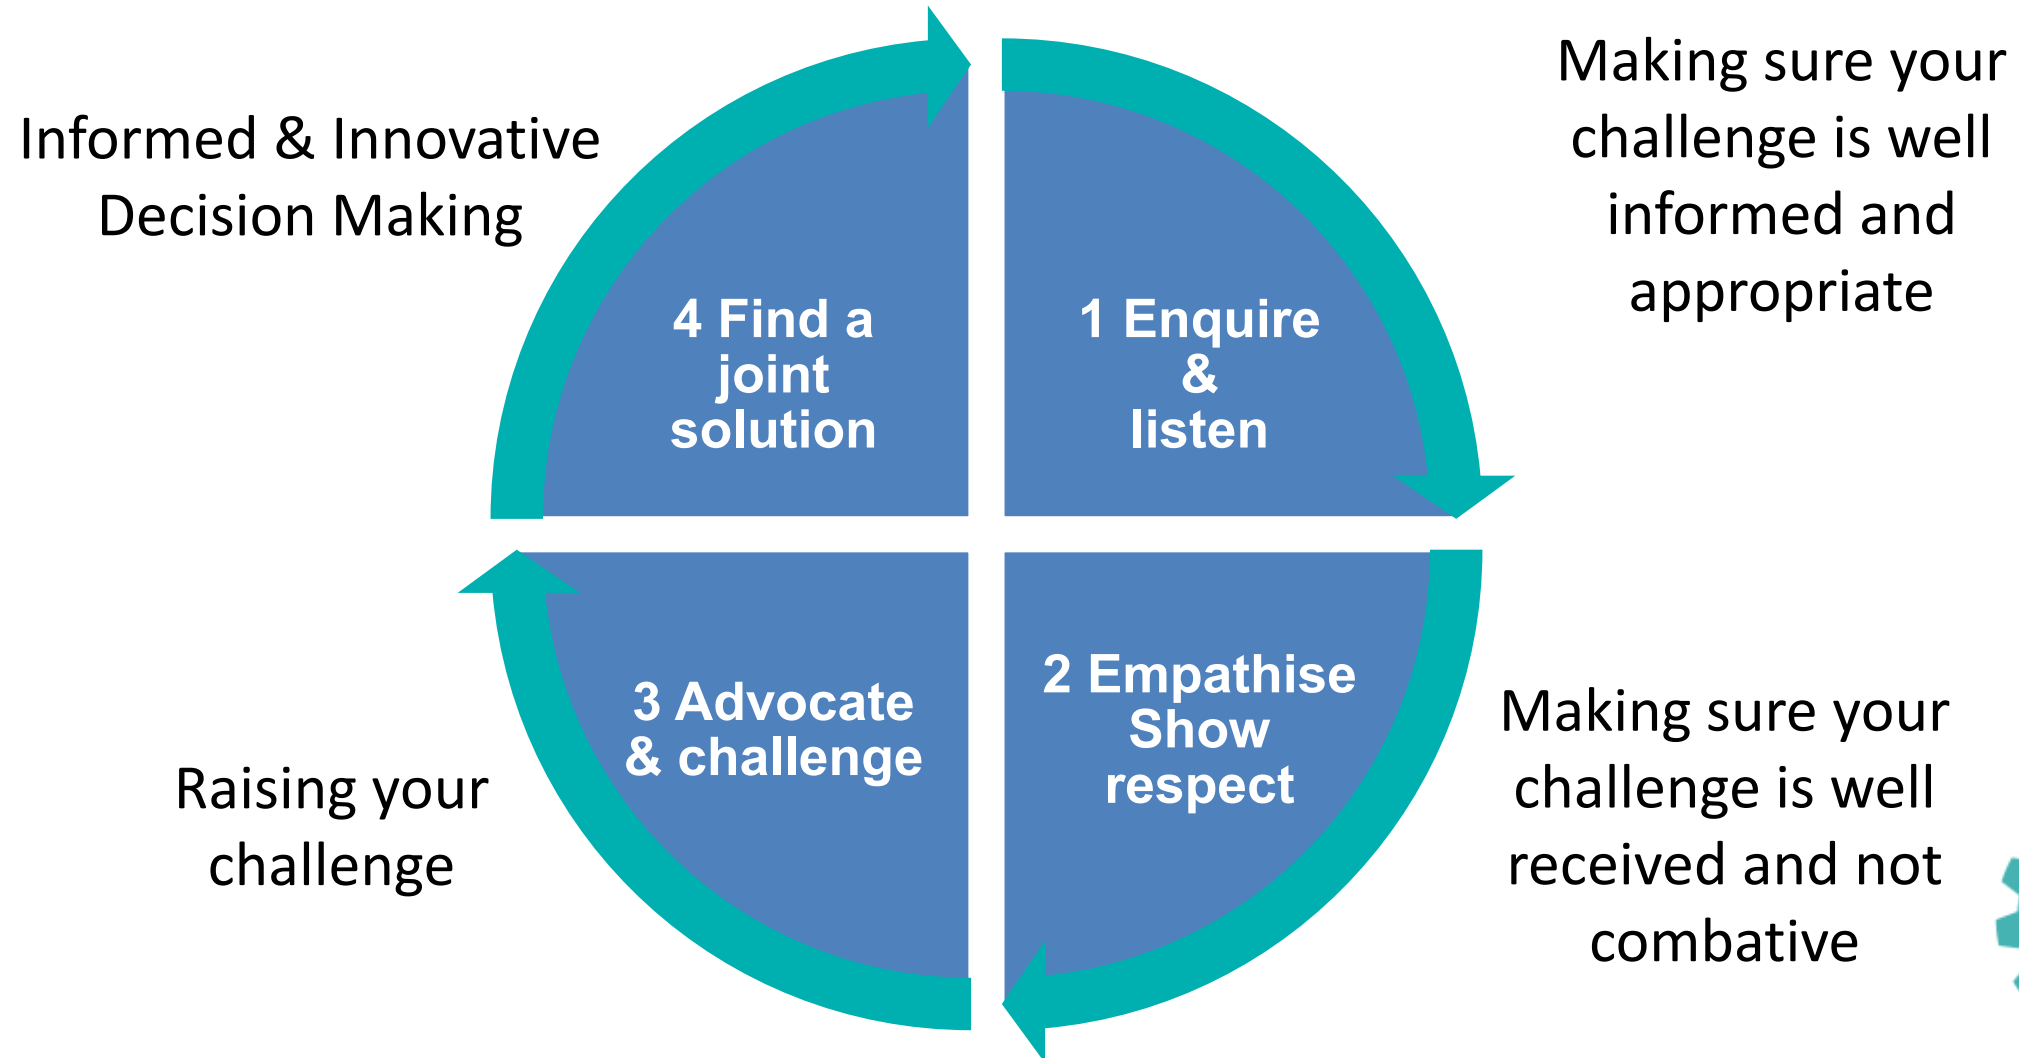 Informed & Innovative
Decision Making
Making sure your
challenge is well
informed and
appropriate
4 Find a
joint
solution
1 Enquire
&
listen
3 Advocate
& challenge
2 Empathise
Show
respect
Raising your
challenge
Making sure your
challenge is well
received and not
combative